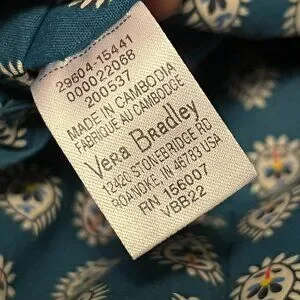 29604-15441
000022068
200537
MADE IN CAMBODIA
FABRIQUE AU CAMBODGE
Vera Bradley
12420 STONEBRIDGE RD
ROANOKE, IN 46783 USA
RN 156007
VBB22